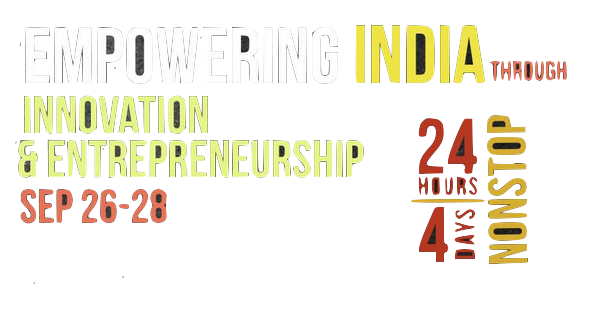 EMPOWERING INDIA THROUGH
INNOVATION
& ENTREPRENEURSHIP
SEP 26-28
24
HOURS
4
DAYS
NONSTOP